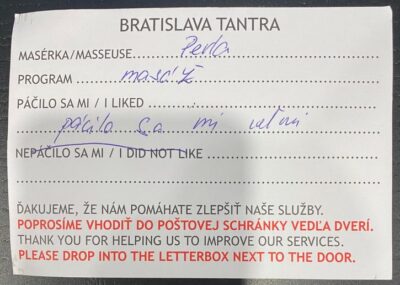 BRATISLAVA TANTRA
MASÉRKA/MASSEUSE Perla
PROGRAM masáž
PÁČILO SA MI / I LIKED
páčilo sa mi veľmi
NEPÁČILO SA MI / I DID NOT LIKE
ĎAKUJEME, ŽE NÁM POMÁHATE ZLEPŠIŤ NAŠE SLUŽBY.
POPROSÍME VHODIŤ DO POŠTOVEJ SCHRÁNKY VEDĽA DVERÍ.
THANK YOU FOR HELPING US TO IMPROVE OUR SERVICES.
PLEASE DROP INTO THE LETTERBOX NEXT TO THE DOOR.